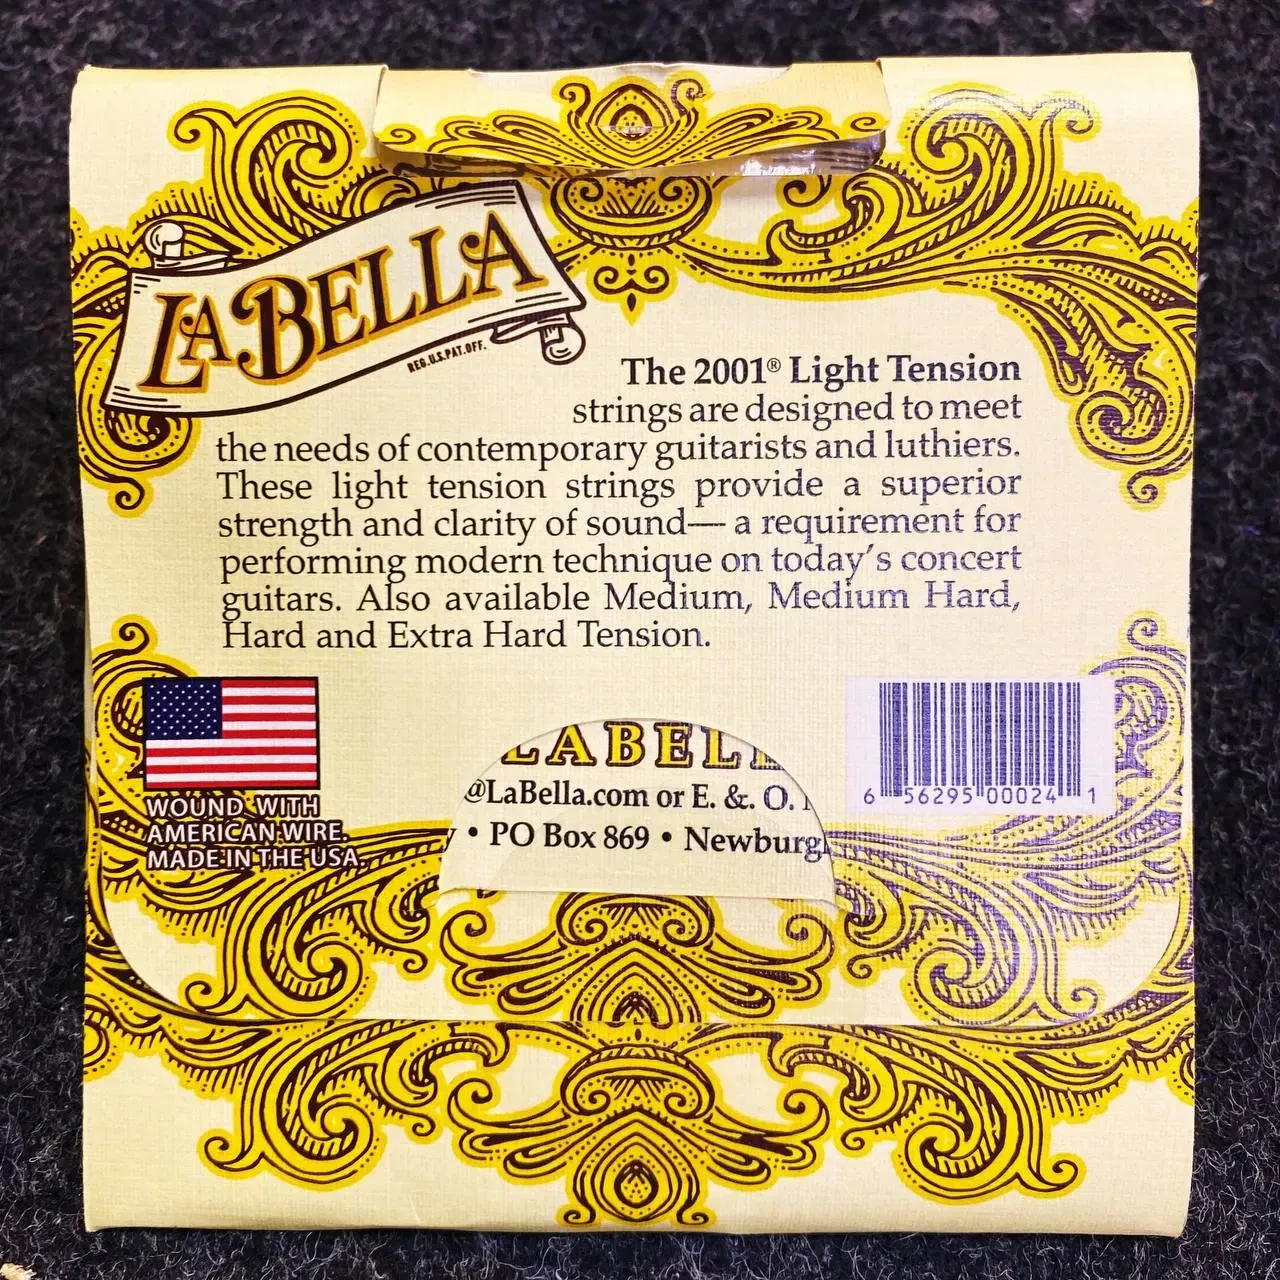 LABELLA
REG.U.S.PAT.OFF.
The 2001® Light Tension
strings are designed to meet
the needs of contemporary guitarists and luthiers.
These light tension strings provide a superior
strength and clarity of sound— a requirement for
performing modern technique on today's concert
guitars. Also available Medium, Medium Hard,
Hard and Extra Hard Tension.
WOUND WITH
AMERICAN WIRE.
MADE IN THE USA.
LABELL
@LaBella.com or E. &. O.
• PO Box 869 • Newburg
6 56295 00024 1